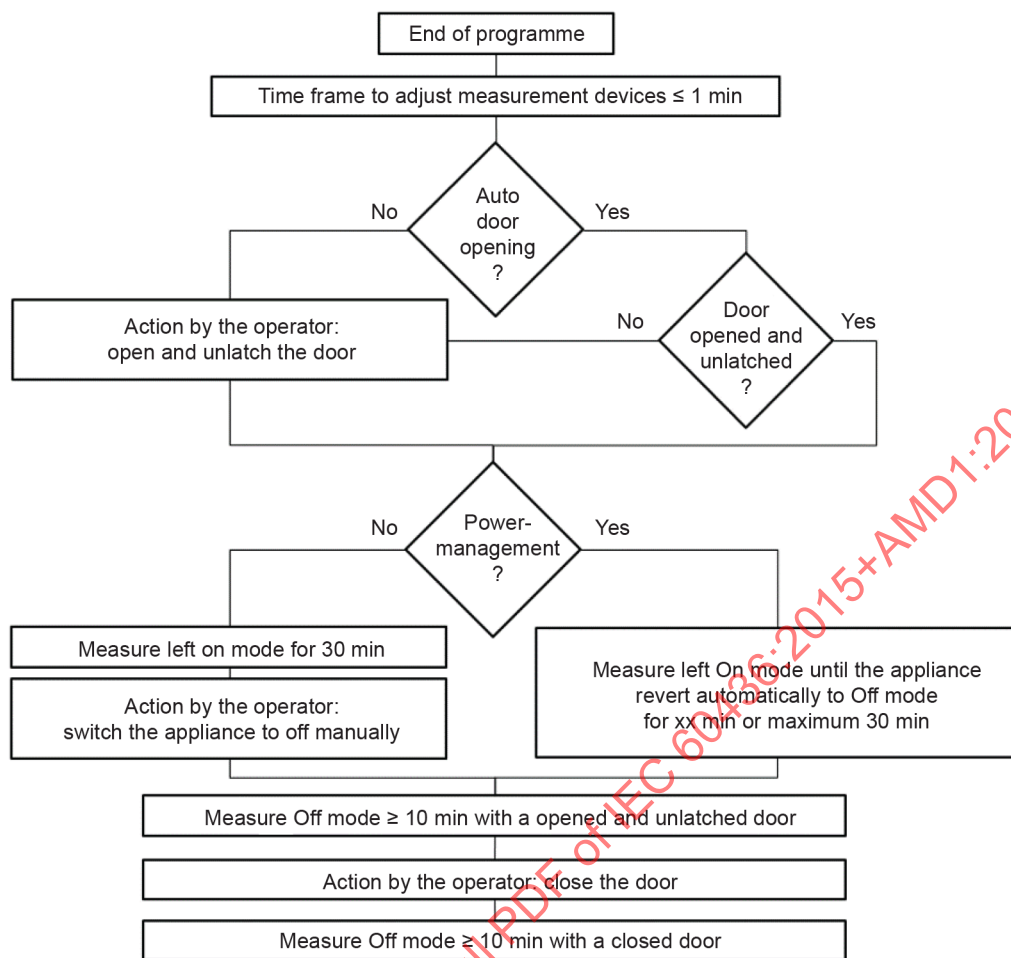 End of programme
Time frame to adjust measurement devices ≤ 1 min
Auto
door
opening
?
No
Yes
Action by the operator:
open and unlatch the door
No
Door
opened and
unlatched
?
Yes
No
Power-
management
?
Yes
Measure left on mode for 30 min
Action by the operator:
switch the appliance to off manually
Measure left On mode until the appliance
revert automatically to Off mode
for xx min or maximum 30 min
Measure Off mode ≥ 10 min with a opened and unlatched door
Action by the operator: close the door
Measure Off mode ≥ 10 min with a closed door
PDF of IEC 60436:2015+AMD1:20